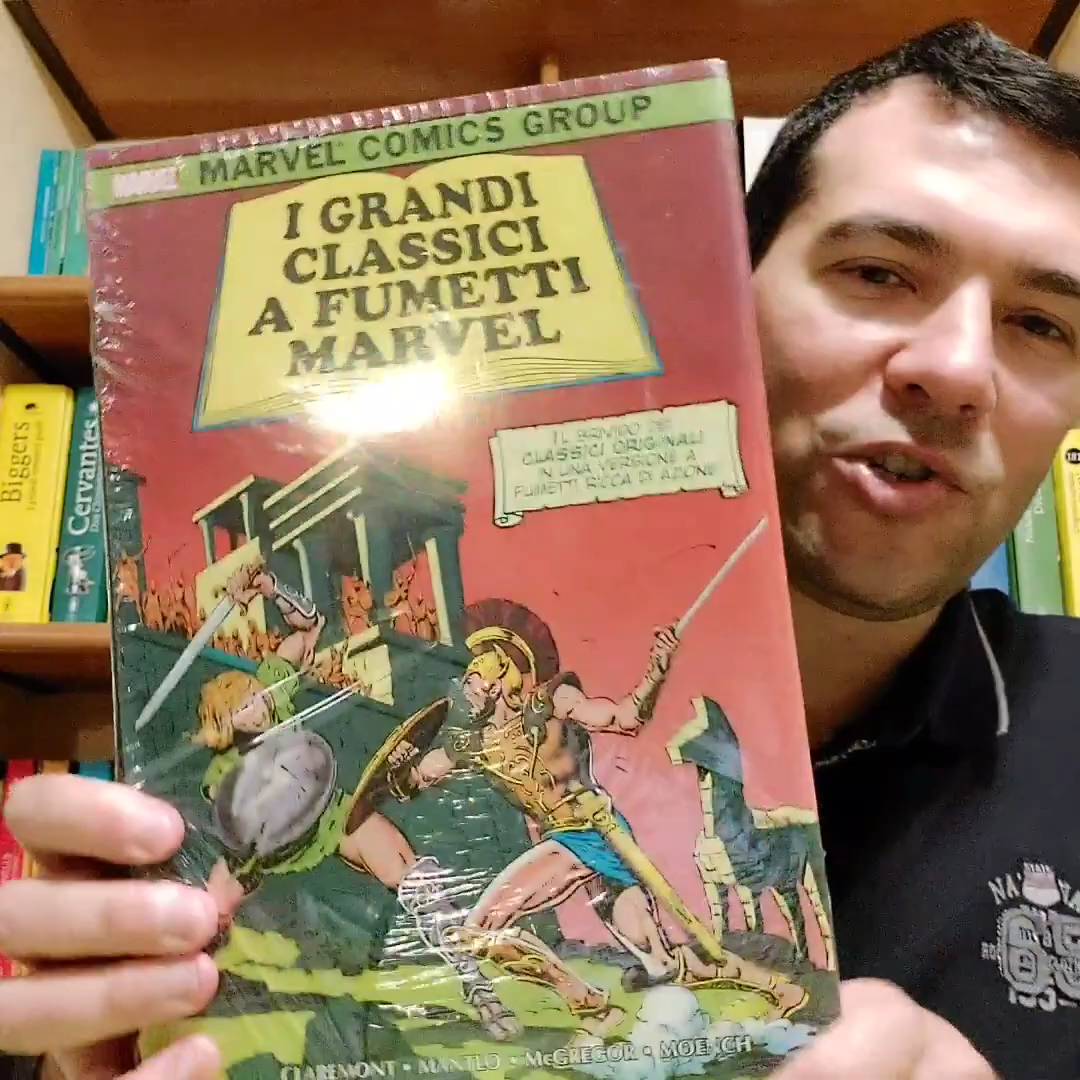 MARVEL MARVEL COMICS GROUP
I GRANDI
CLASSICI
A FUMETTI
MARVEL
IL BRIVIDO DEI
CLASSICI ORIGINALI
IN UNA VERSIONE A
FUMETTI RICCA DI AZIONE
CLAREMONT • MANTLO • McGREGOR • MOENCH
Biggers
Cervantes